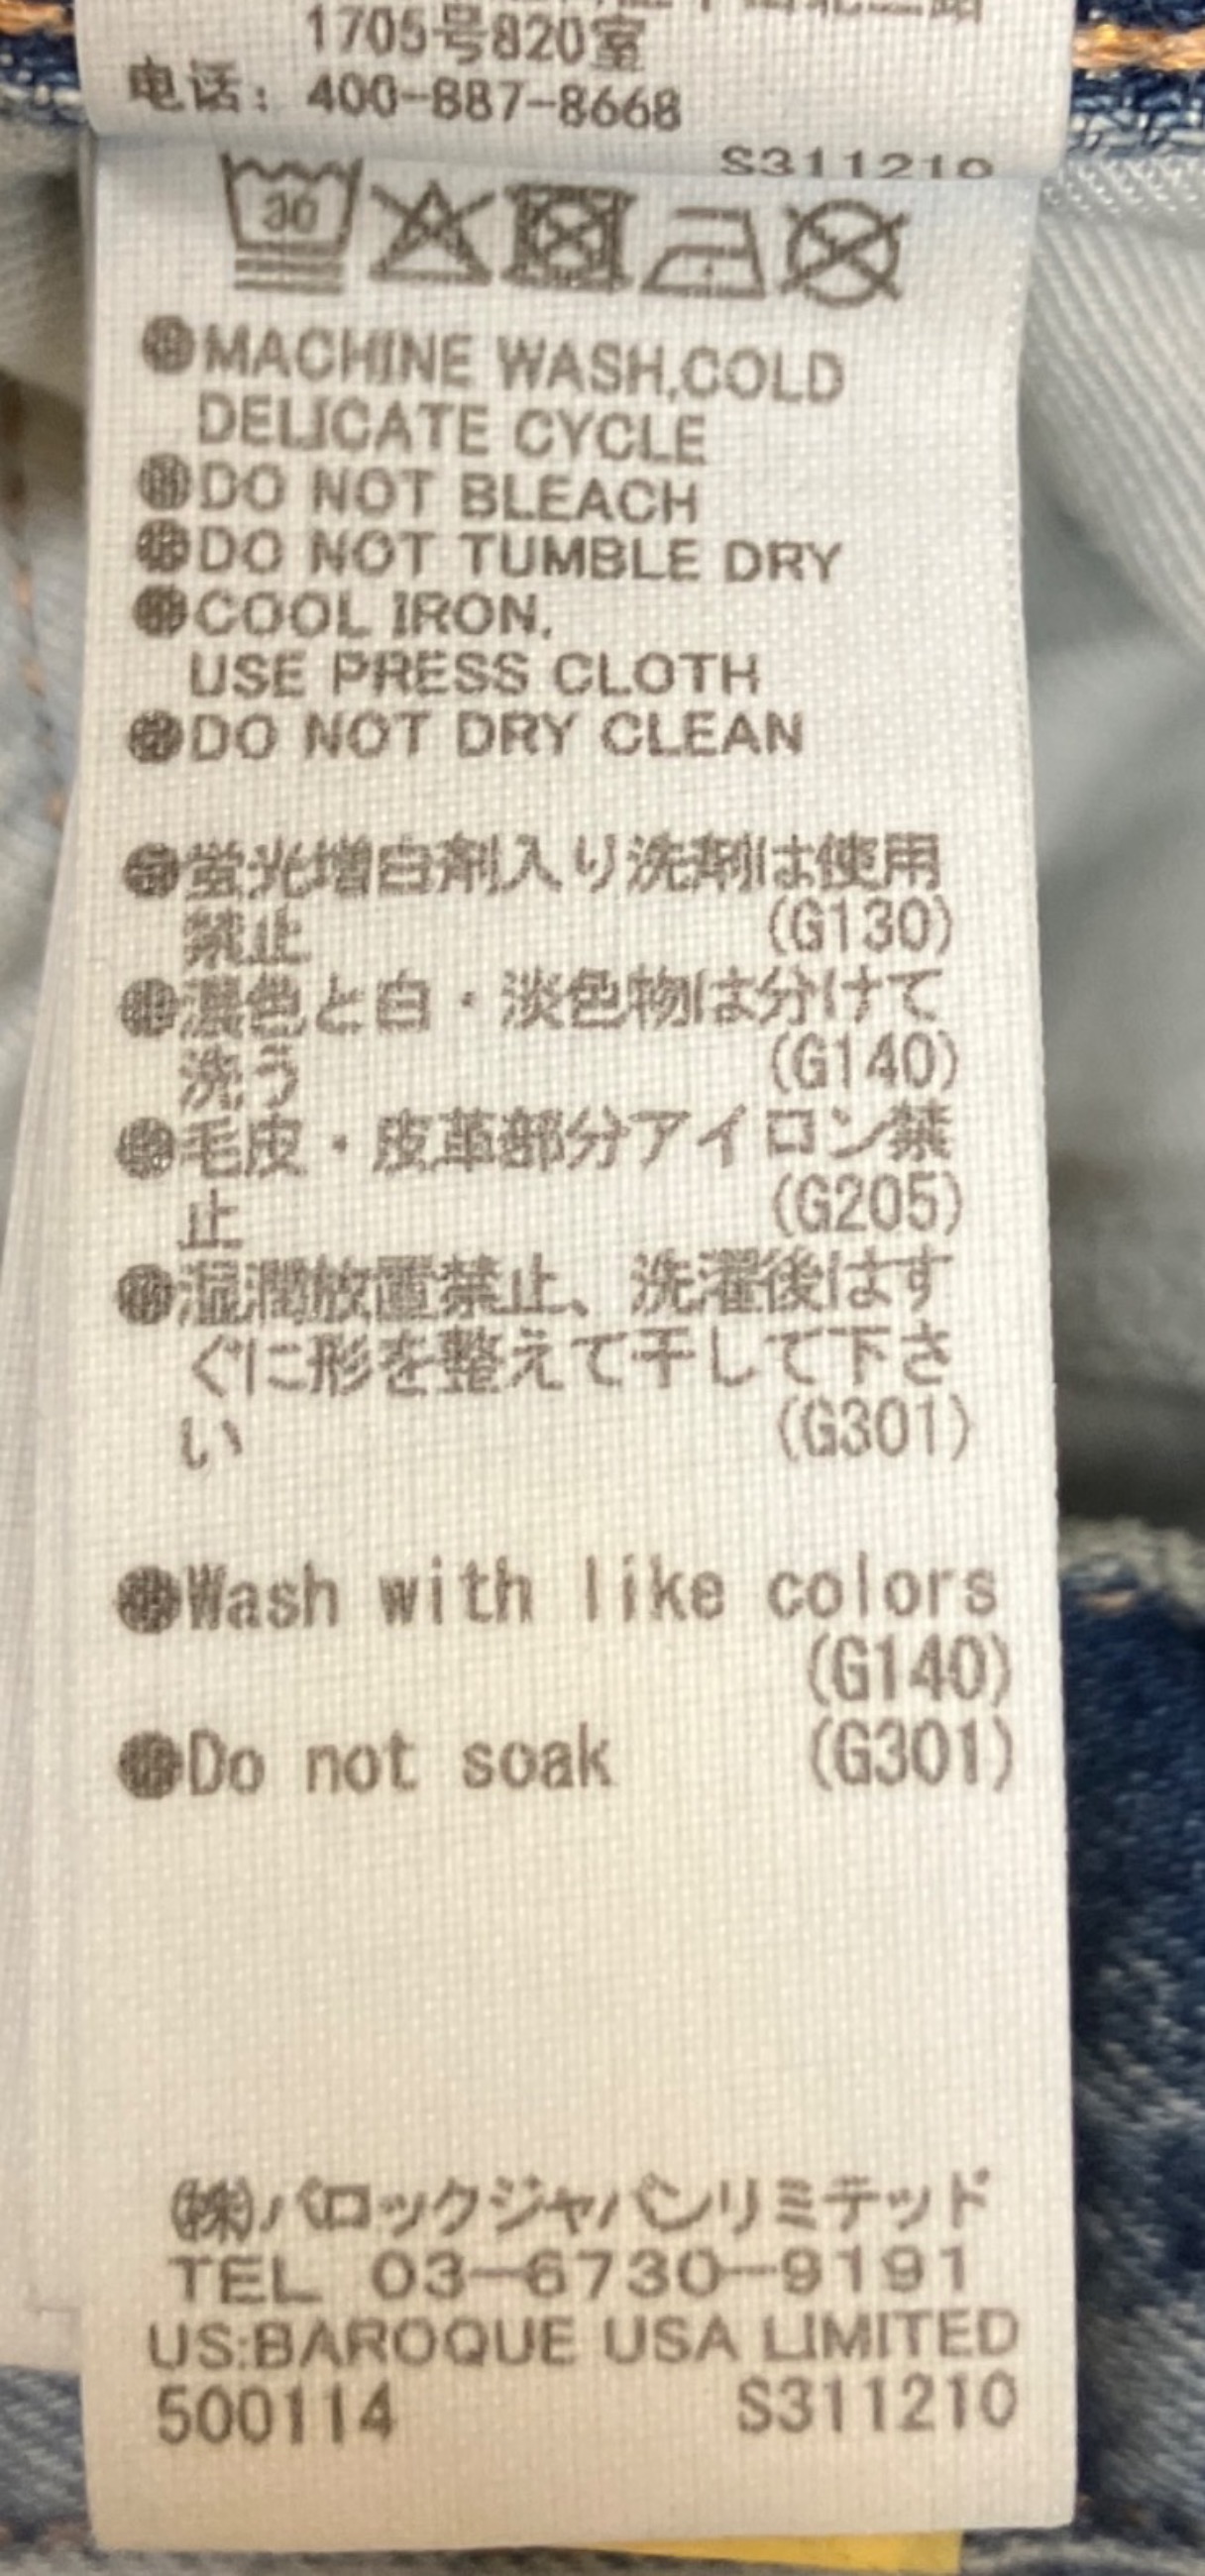 1705号820室
电话：400-887-8668
S311210
30
●MACHINE WASH,COLD
DELICATE CYCLE
●DO NOT BLEACH
●DO NOT TUMBLE DRY
●COOL IRON,
USE PRESS CLOTH
●DO NOT DRY CLEAN
●蛍光増白剤入り洗剤は使用
禁止 (G130)
●濃色と白・淡色物は分けて
洗う (G140)
●毛皮・皮革部分アイロン禁
止 (G205)
●湿潤放置禁止、洗濯後はす
ぐに形を整えて干して下さ
い (G301)
●Wash with like colors
(G140)
●Do not soak (G301)
㈱バロックジャパンリミテッド
TEL 03-6730-9191
US:BAROQUE USA LIMITED
500114 S311210